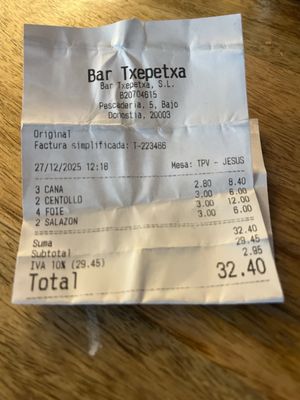 Bar Txepetxa
Bar Txepetxa, S.L.
B20704615
Pescaderia, 5, Bajo
Donostia, 20003
Original
Factura simplificada: T-223466
27/12/2025 12:18 Mesa: TPV - JESUS
3 CANA 2.80 8.40
2 CENTOLLO 3.00 6.00
4 FOIE 3.00 12.00
2 SALAZON 3.00 6.00
Suma 32.40
Subtotal 29.45
IVA 10% (29.45) 2.95
Total 32.40